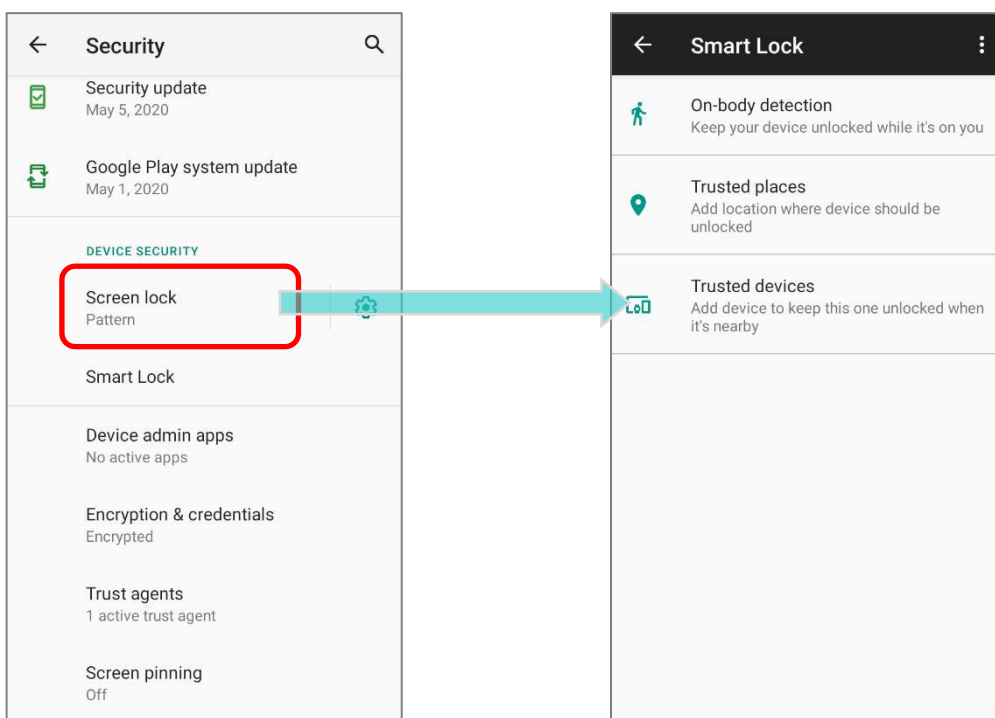 Security
Security update
May 5, 2020
Google Play system update
May 1, 2020
DEVICE SECURITY
Screen lock
Pattern
Smart Lock
Device admin apps
No active apps
Encryption & credentials
Encrypted
Trust agents
1 active trust agent
Screen pinning
Off
Smart Lock
On-body detection
Keep your device unlocked while it's on you
Trusted places
Add location where device should be
unlocked
Trusted devices
Add device to keep this one unlocked when
it's nearby